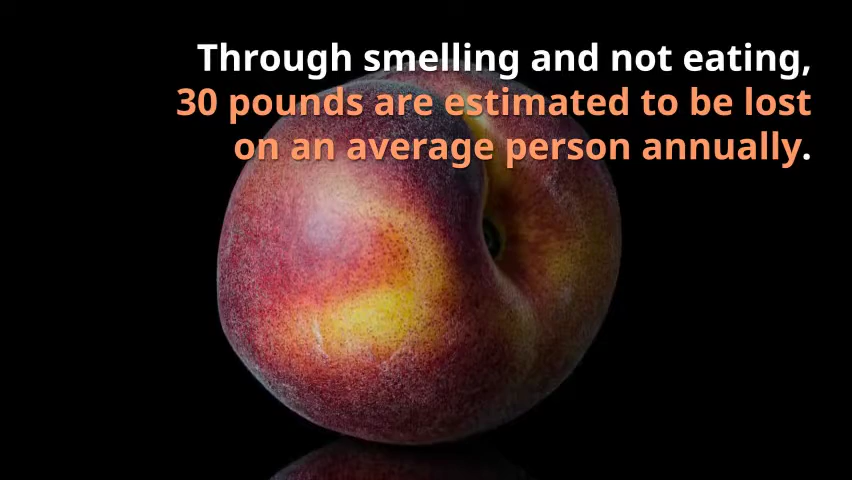 Through smelling and not eating,
30 pounds are estimated to be lost
on an average person annually.